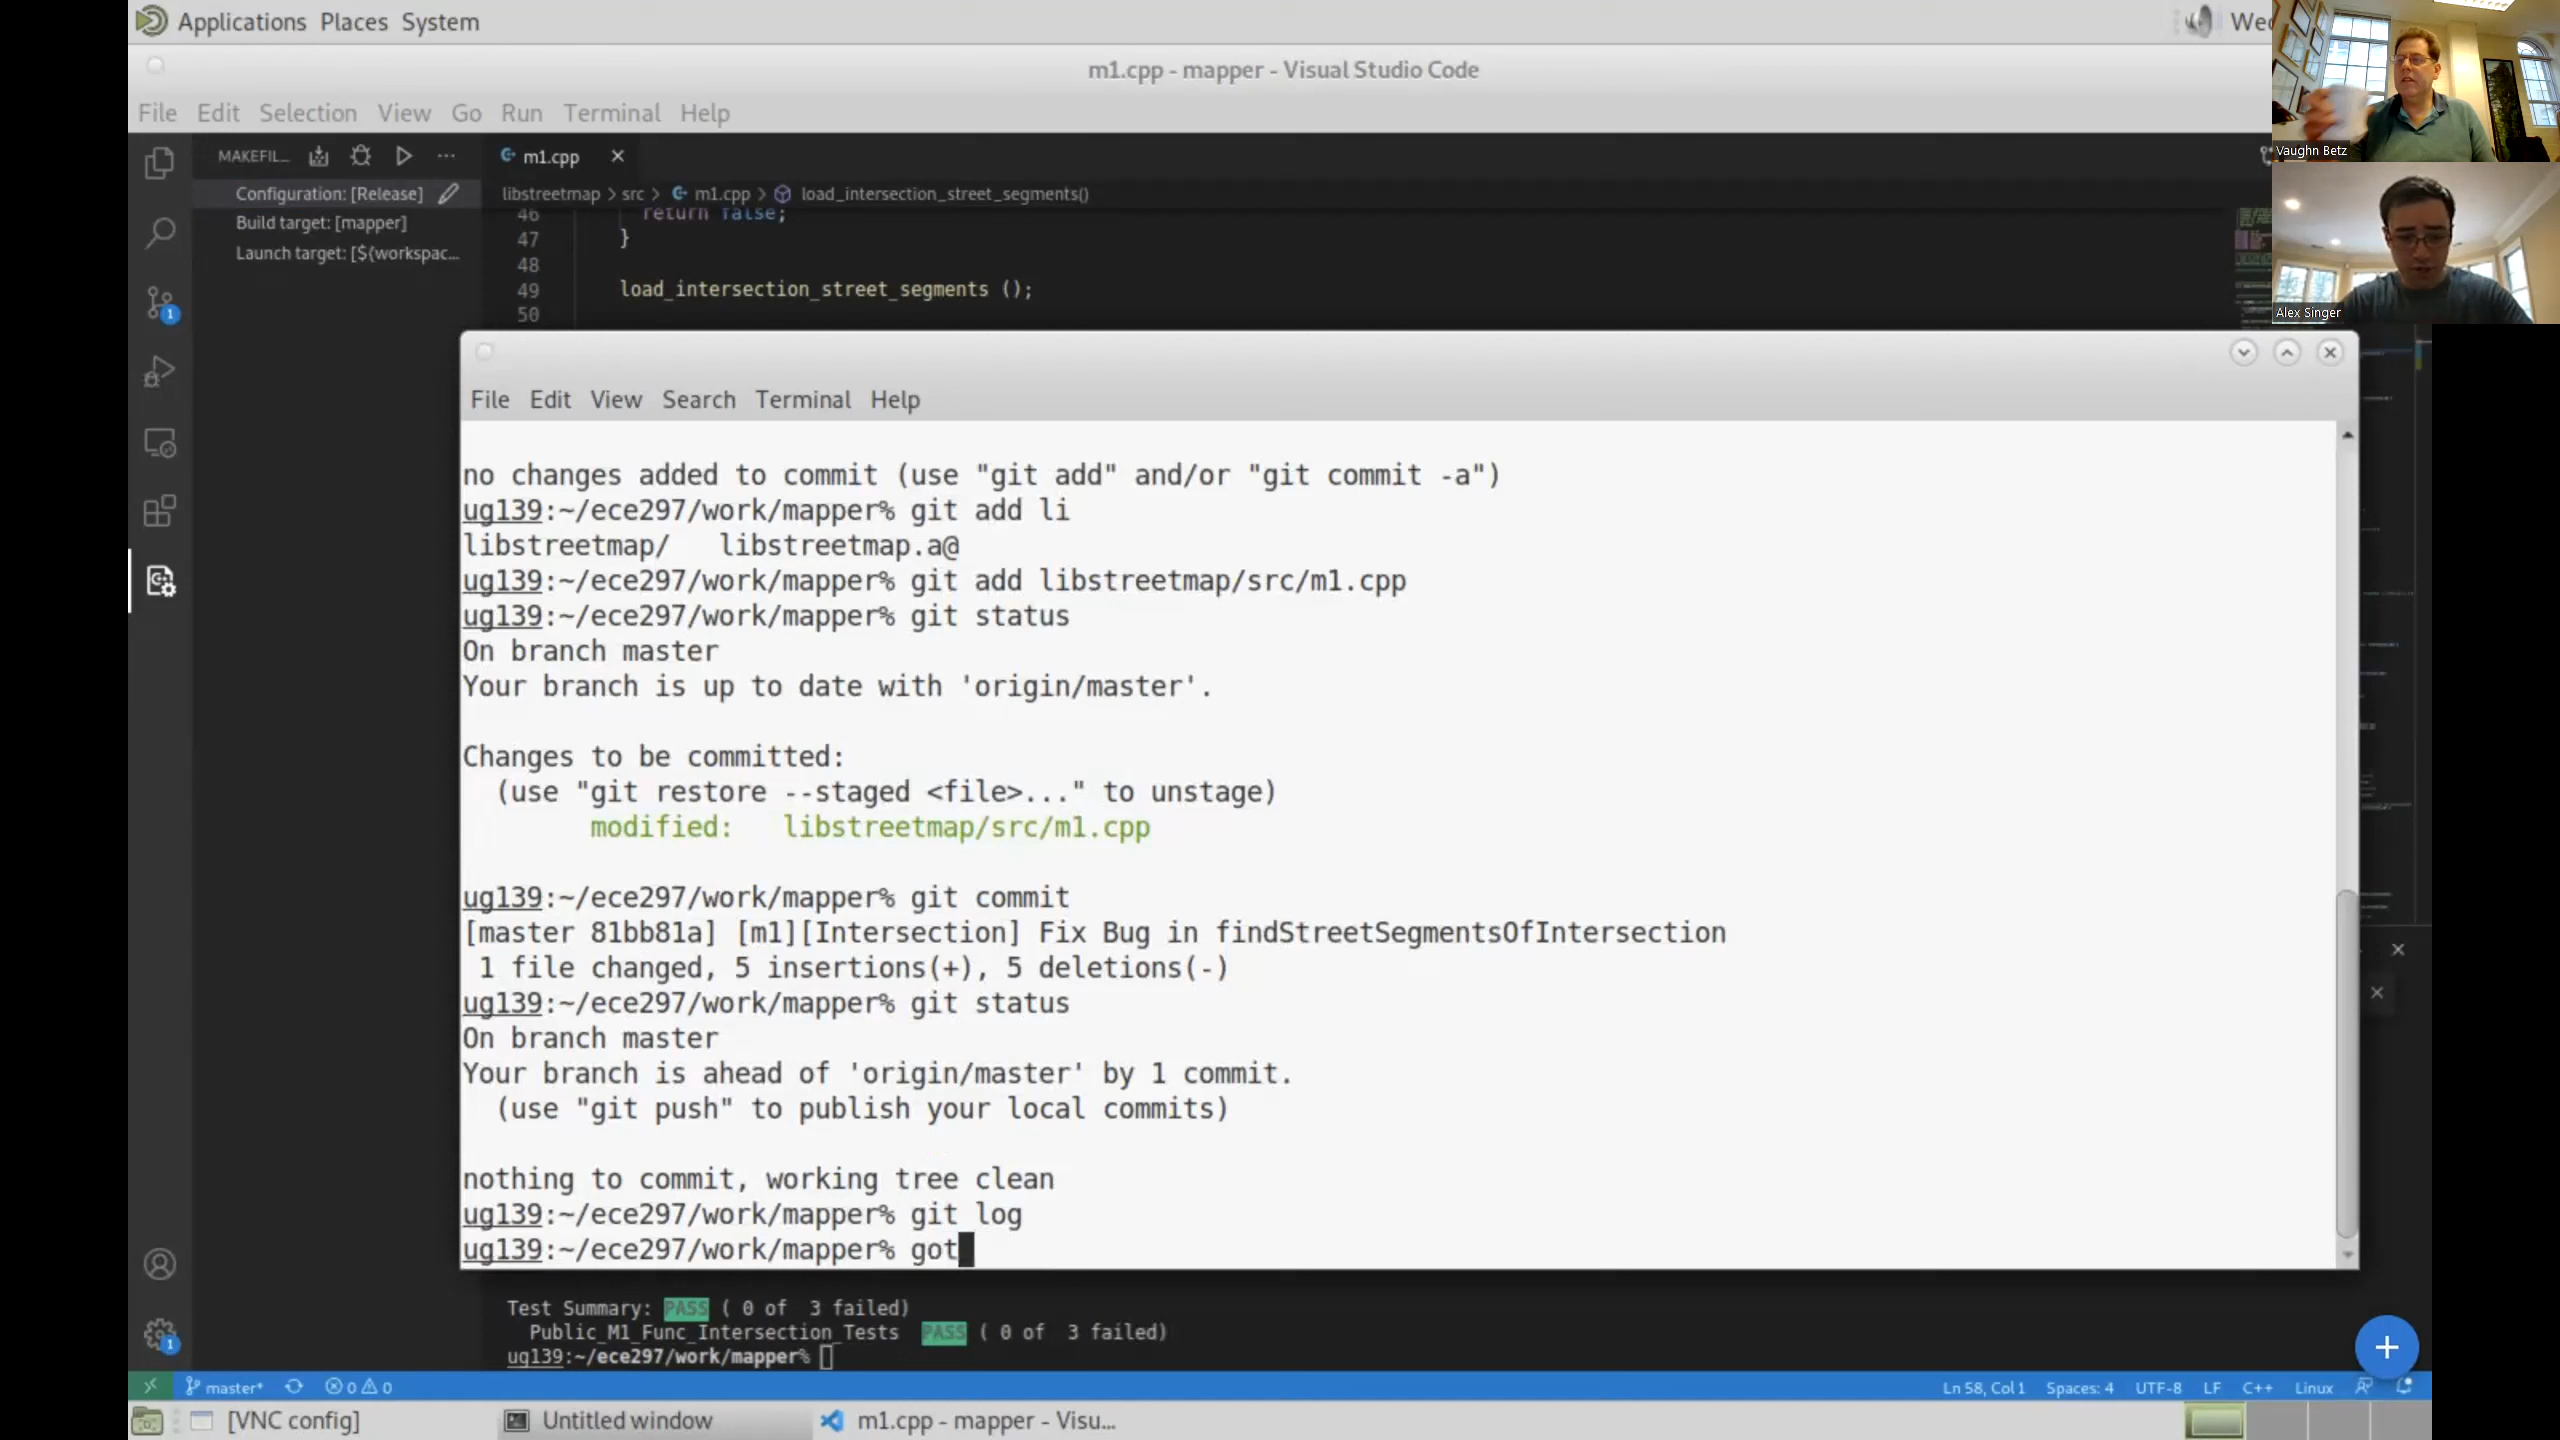 Applications Places System
Wed
Vaughn Betz
Alex Singer
m1.cpp - mapper - Visual Studio Code
File Edit Selection View Go Run Terminal Help
MAKEFIL... ···
m1.cpp ×
Configuration: [Release]
Build target: [mapper]
Launch target: [${workspac...
libstreetmap > src > m1.cpp > load_intersection_street_segments()
46 return false;
47 }
48
49 load_intersection_street_segments ();
50
1
File Edit View Search Terminal Help
no changes added to commit (use "git add" and/or "git commit -a")
ug139:~/ece297/work/mapper% git add li
libstreetmap/ libstreetmap.a@
ug139:~/ece297/work/mapper% git add libstreetmap/src/m1.cpp
ug139:~/ece297/work/mapper% git status
On branch master
Your branch is up to date with 'origin/master'.
Changes to be committed:
(use "git restore --staged <file>..." to unstage)
modified: libstreetmap/src/m1.cpp
ug139:~/ece297/work/mapper% git commit
[master 81bb81a] [m1][Intersection] Fix Bug in findStreetSegmentsOfIntersection
1 file changed, 5 insertions(+), 5 deletions(-)
ug139:~/ece297/work/mapper% git status
On branch master
Your branch is ahead of 'origin/master' by 1 commit.
(use "git push" to publish your local commits)
nothing to commit, working tree clean
ug139:~/ece297/work/mapper% git log
ug139:~/ece297/work/mapper% got
Test Summary: PASS ( 0 of 3 failed)
Public_M1_Func_Intersection_Tests PASS ( 0 of 3 failed)
ug139:~/ece297/work/mapper%
1
master* 0 0 Ln 58, Col 1 Spaces: 4 UTF-8 LF C++ Linux
[VNC config] Untitled window m1.cpp - mapper - Visu...